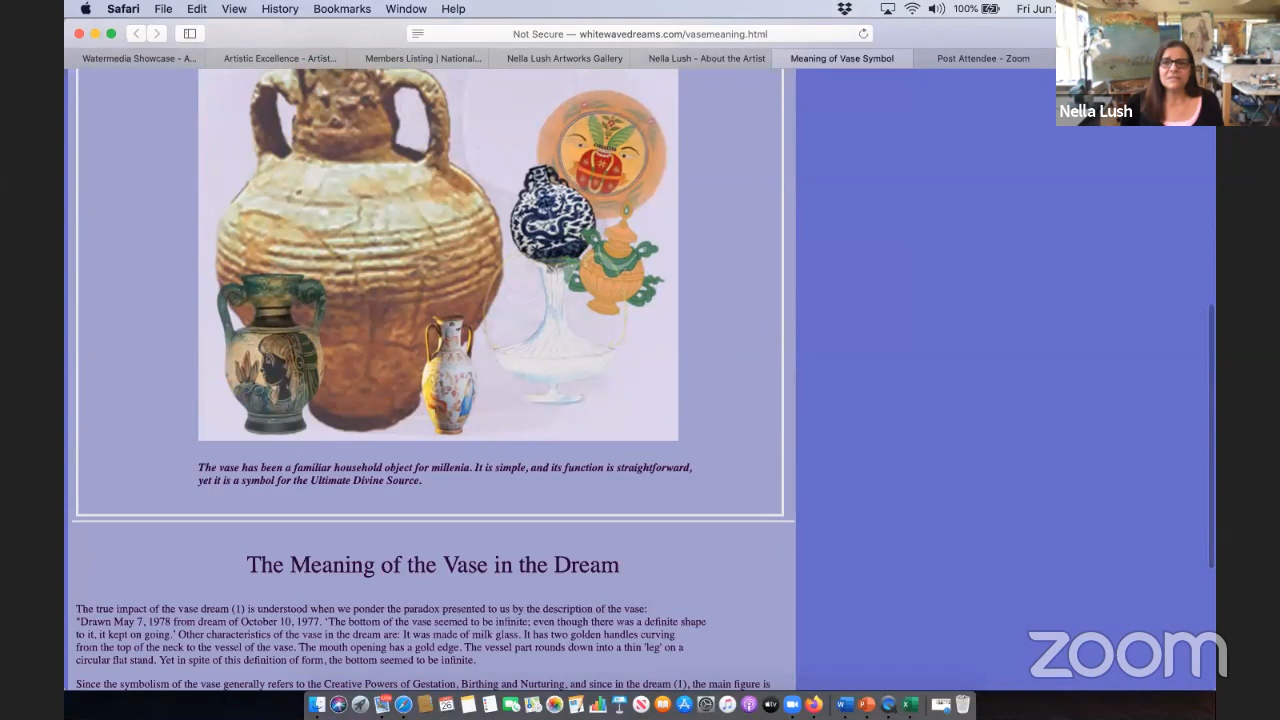 Safari File Edit View History Bookmarks Window Help 100% Fri Jun
Not Secure — whitewavedreams.com/vasemeaning.html
Watermedia Showcase - A... Artistic Excellence - Artist... Members Listing | National... Nella Lush Artworks Gallery Nella Lush - About the Artist Meaning of Vase Symbol Post Attendee - Zoom
Nella Lush
The vase has been a familiar household object for millenia. It is simple, and its function is straightforward,
yet it is a symbol for the Ultimate Divine Source.
The Meaning of the Vase in the Dream
The true impact of the vase dream (1) is understood when we ponder the paradox presented to us by the description of the vase:
"Drawn May 7, 1978 from dream of October 10, 1977. 'The bottom of the vase seemed to be infinite; even though there was a definite shape
to it, it kept on going.' Other characteristics of the vase in the dream are: It was made of milk glass. It has two golden handles curving
from the top of the neck to the vessel of the vase. The mouth opening has a gold edge. The vessel part rounds down into a thin 'leg' on a
circular flat stand. Yet in spite of this definition of form, the bottom seemed to be infinite.
Since the symbolism of the vase generally refers to the Creative Powers of Gestation, Birthing and Nurturing, and since in the dream (1), the main figure is
zoom